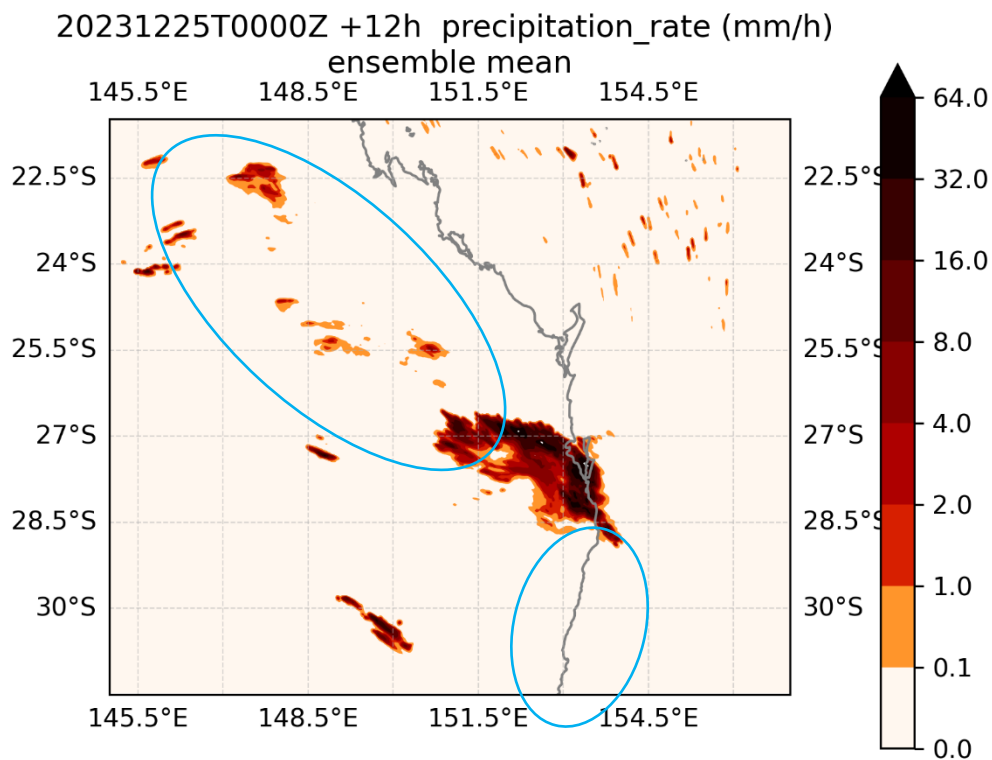 20231225T0000Z +12h  precipitation_rate (mm/h)
ensemble mean
145.5°E 148.5°E 151.5°E 154.5°E
22.5°S 22.5°S
24°S 24°S
25.5°S 25.5°S
27°S 27°S
28.5°S 28.5°S
30°S 30°S
145.5°E 148.5°E 151.5°E 154.5°E
64.0
32.0
16.0
8.0
4.0
2.0
1.0
0.1
0.0